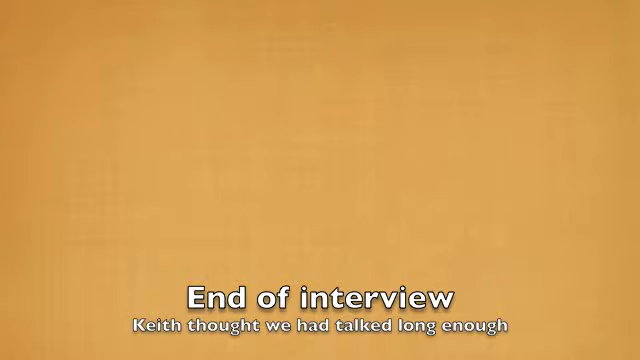 End of interview
Keith thought we had talked long enough